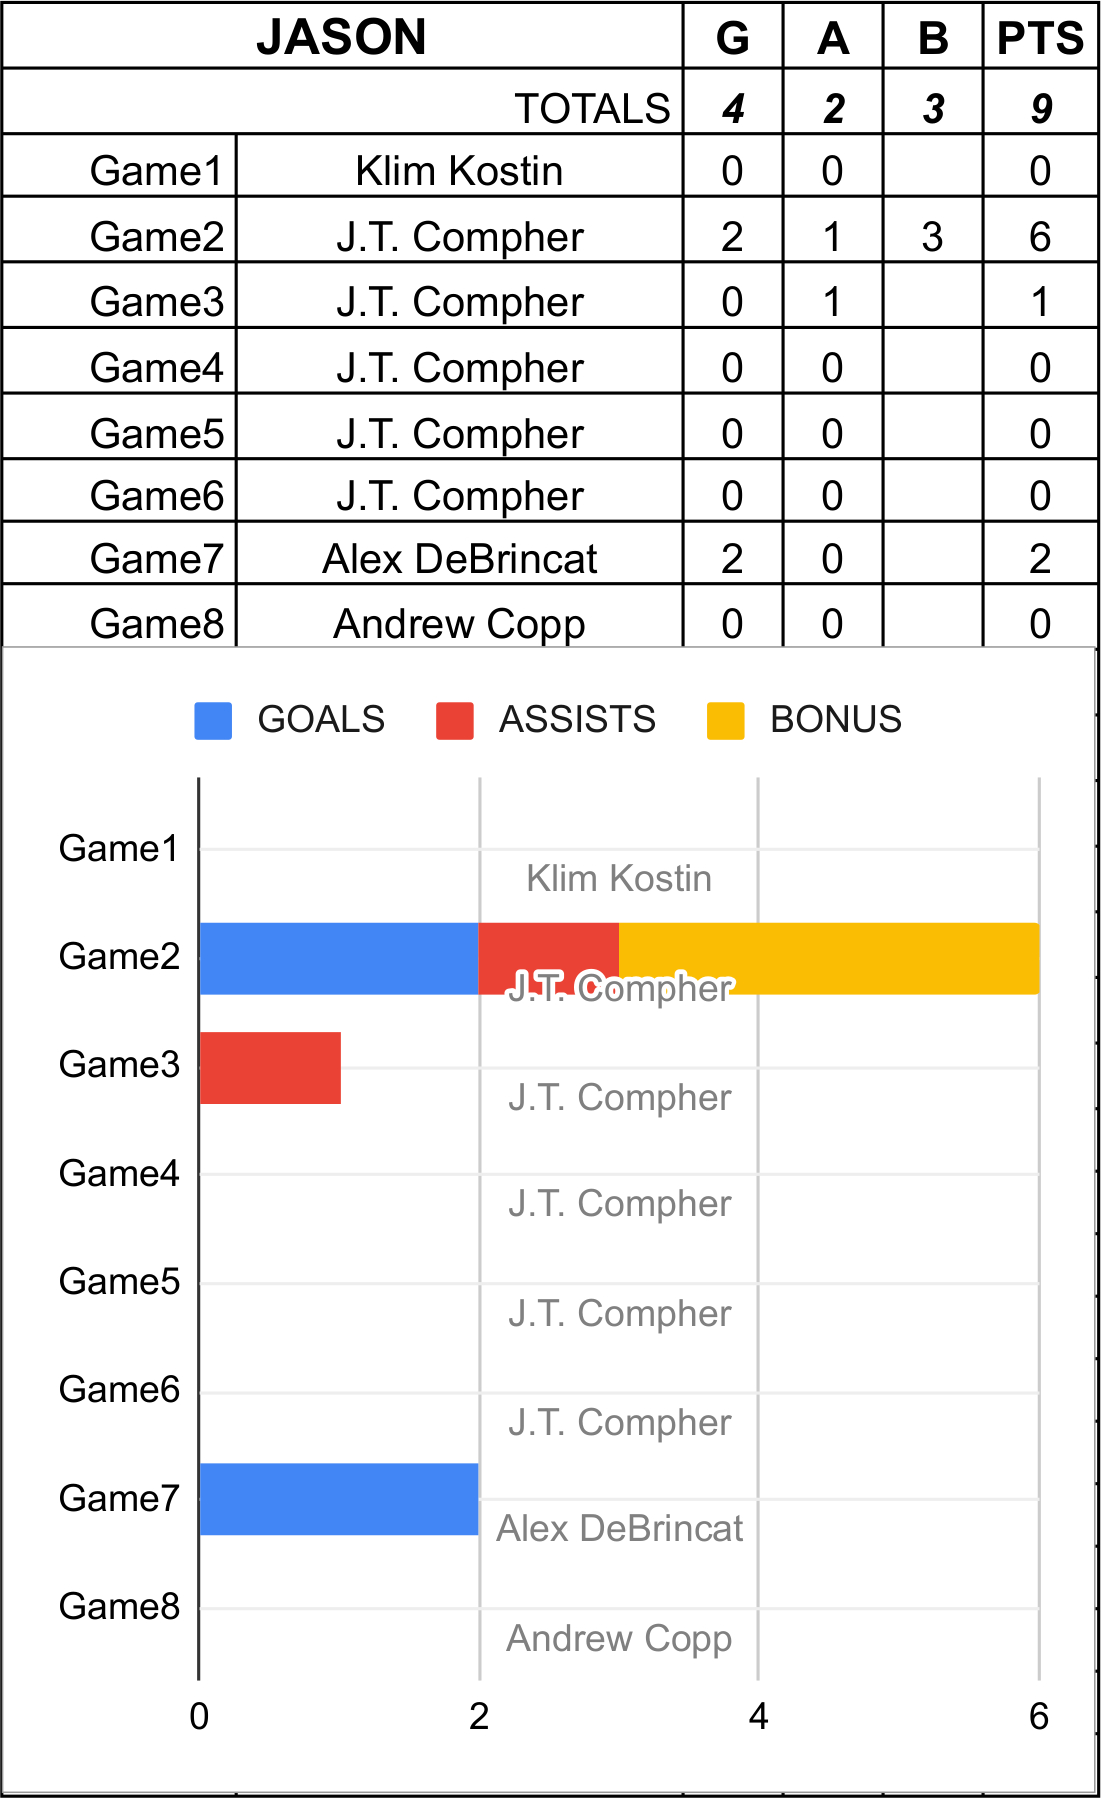 JASON G A B PTS
TOTALS 4 2 3 9
Game1 Klim Kostin 0 0 0
Game2 J.T. Compher 2 1 3 6
Game3 J.T. Compher 0 1 1
Game4 J.T. Compher 0 0 0
Game5 J.T. Compher 0 0 0
Game6 J.T. Compher 0 0 0
Game7 Alex DeBrincat 2 0 2
Game8 Andrew Copp 0 0 0
GOALS ASSISTS BONUS
Game1
Klim Kostin
Game2
J.T. Compher
Game3
J.T. Compher
Game4
J.T. Compher
Game5
J.T. Compher
Game6
J.T. Compher
Game7
Alex DeBrincat
Game8
Andrew Copp
0 2 4 6